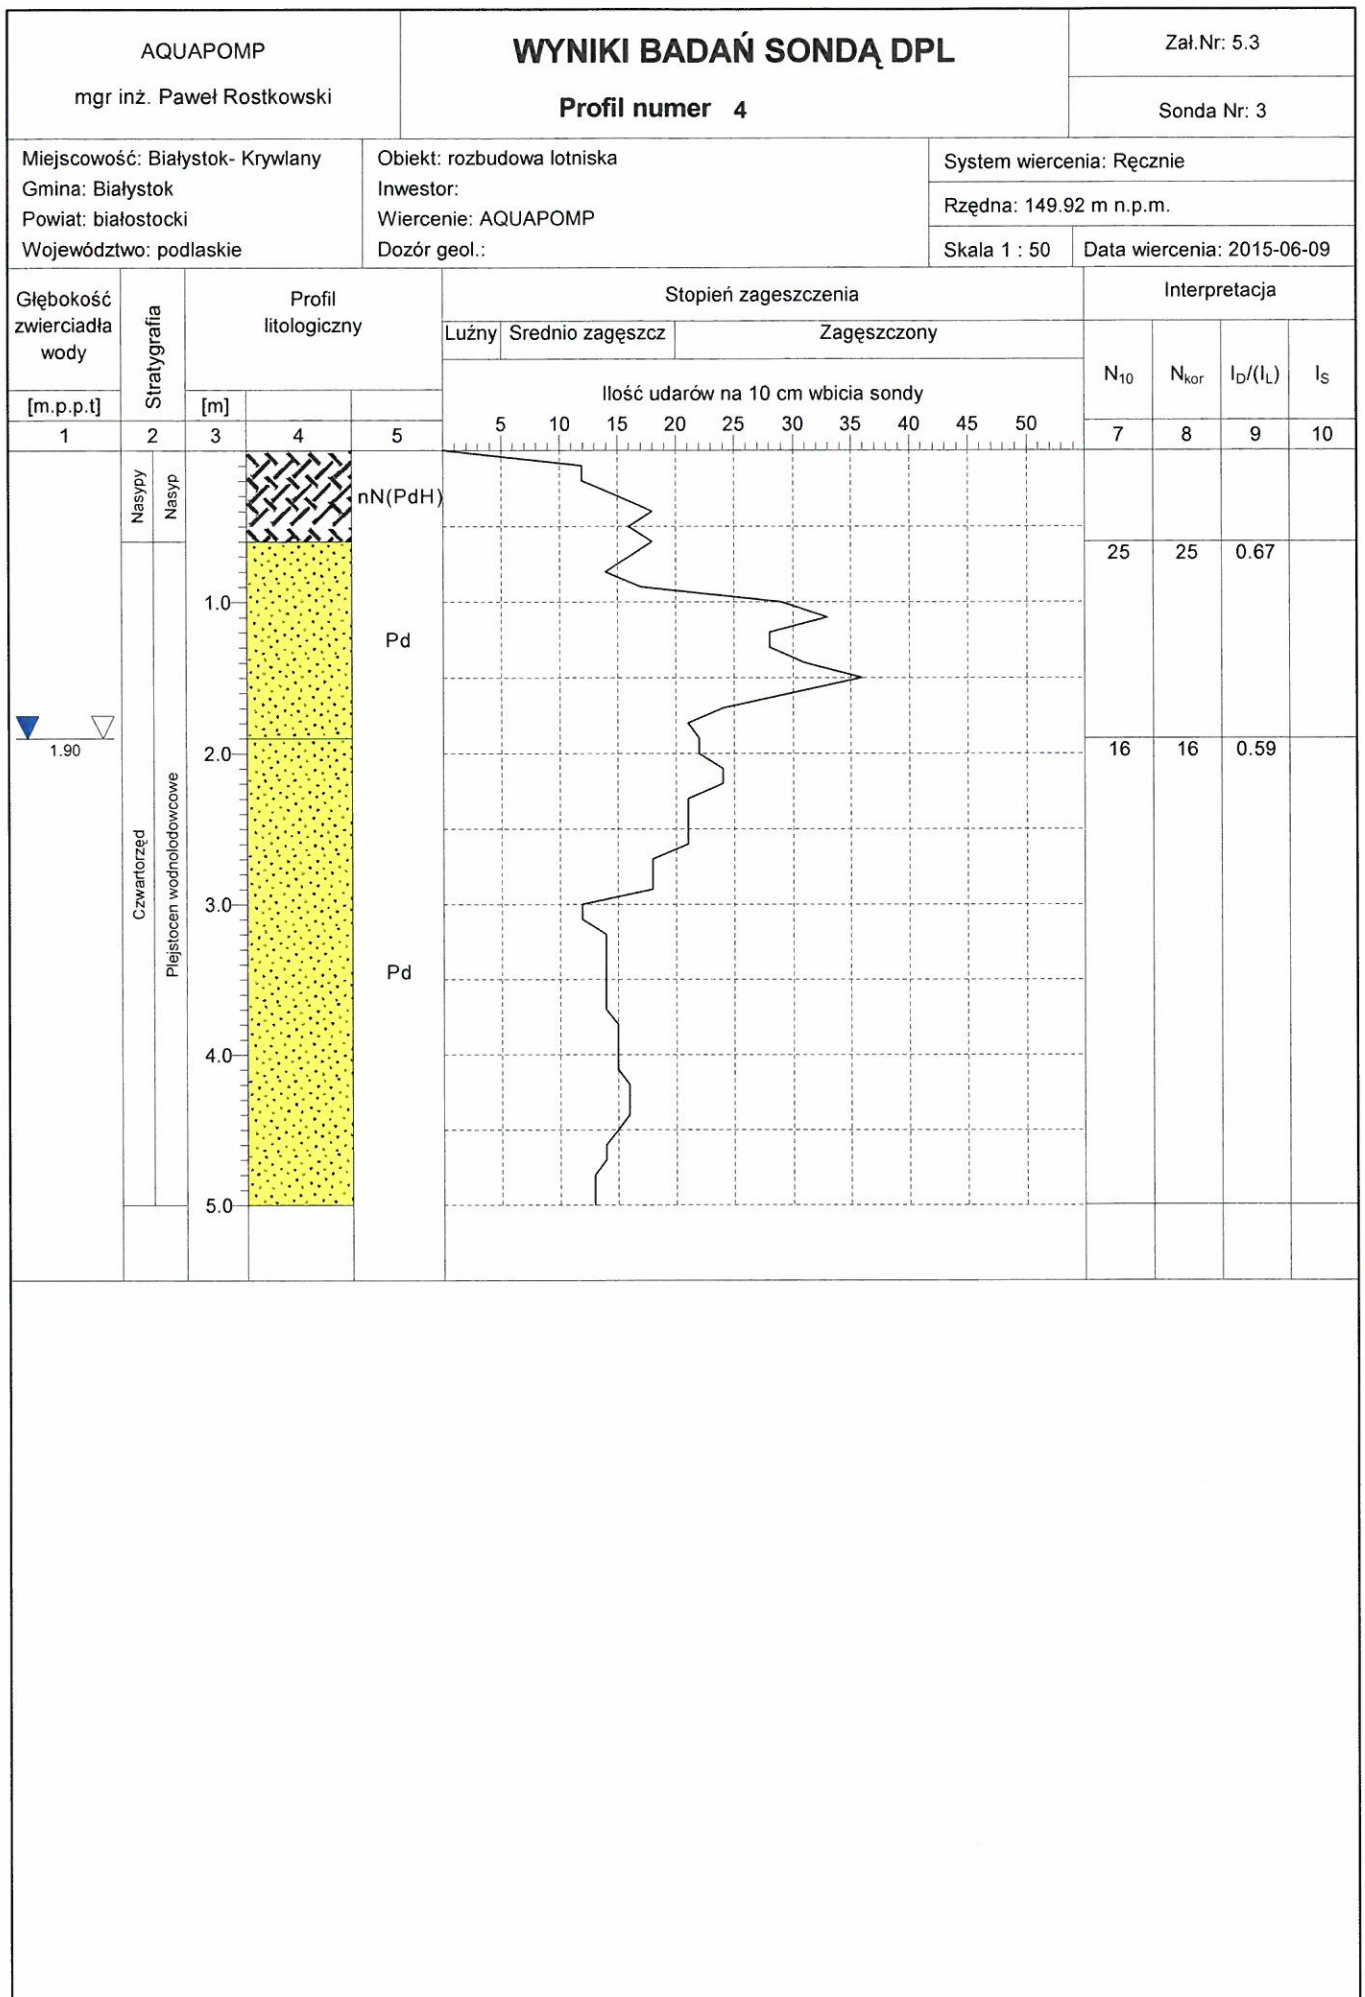 AQUAPOMP
mgr inż. Paweł Rostkowski
WYNIKI BADAŃ SONDĄ DPL
Profil numer 4
Zał.Nr: 5.3
Sonda Nr: 3
Miejscowość: Białystok- Krywlany
Gmina: Białystok
Powiat: białostocki
Województwo: podlaskie
Obiekt: rozbudowa lotniska
Inwestor:
Wiercenie: AQUAPOMP
Dozór geol.:
System wiercenia: Ręcznie
Rzędna: 149.92 m n.p.m.
Skala 1 : 50
Data wiercenia: 2015-06-09
Głębokość
zwierciadła
wody
[m.p.p.t]
Stratygrafia
Profil
litologiczny
[m]
Stopień zageszczenia
Luźny
Srednio zagęszcz
Zagęszczony
Ilość udarów na 10 cm wbicia sondy
5 10 15 20 25 30 35 40 45 50
Interpretacja
N10
Nkor
ID/(IL)
IS
1 2 3 4 5 7 8 9 10
Nasypy
Nasyp
nN(PdH)
25 25 0.67
1.0
Pd
1.90
2.0
16 16 0.59
Czwartorzęd
Plejstocen wodnolodowcowe
3.0
Pd
4.0
5.0